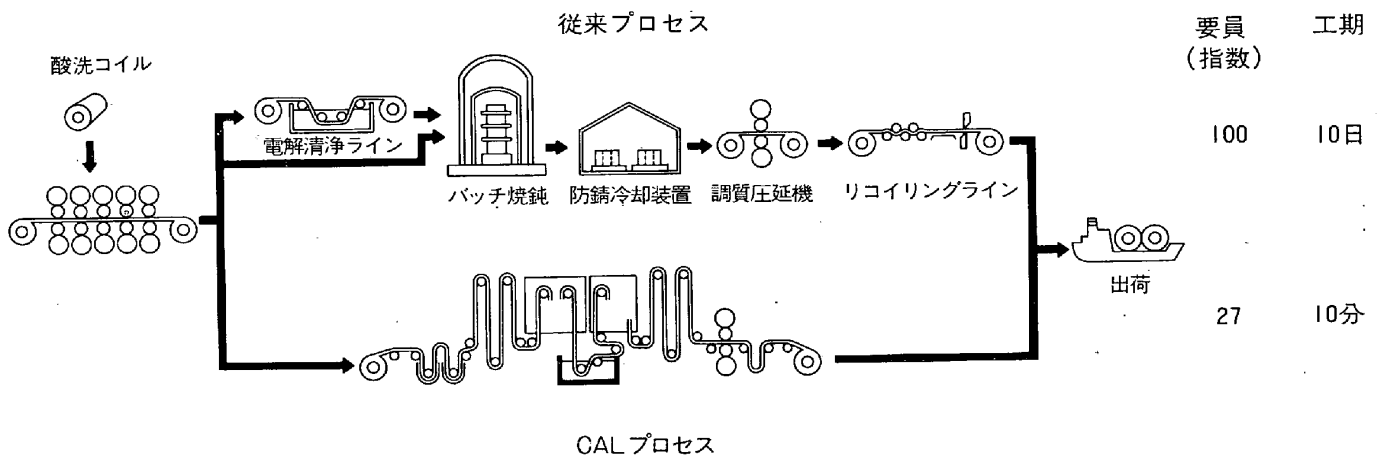 従来プロセス
要員
(指数)
工期
酸洗コイル
電解清浄ライン
バッチ焼鈍
防錆冷却装置
調質圧延機
リコイリングライン
100
10日
出荷
27
10分
CALプロセス